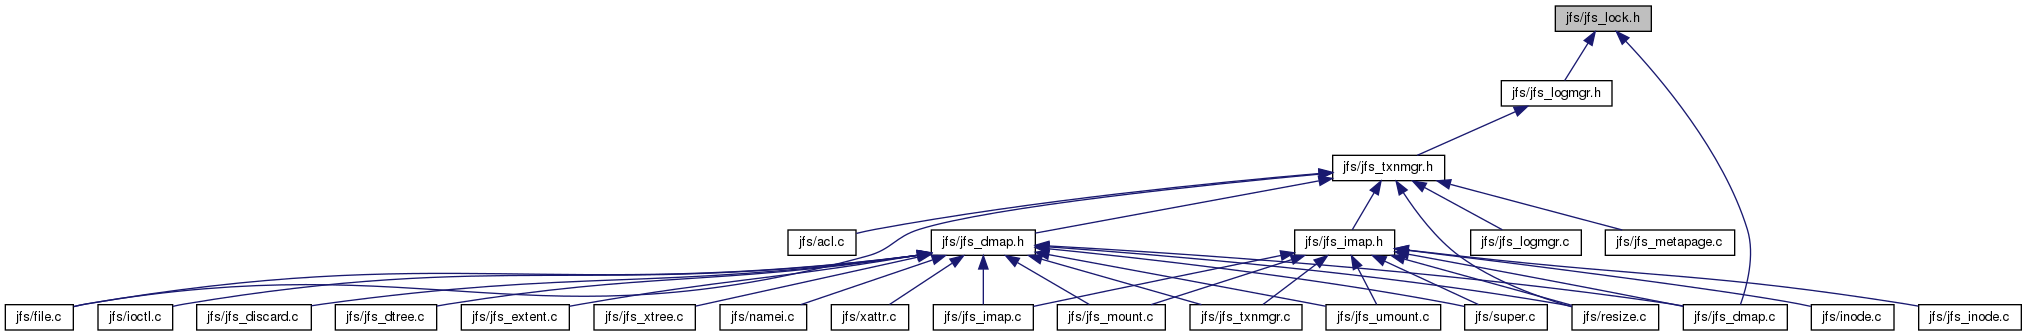 jfs/jfs_lock.h
jfs/jfs_logmgr.h
jfs/jfs_txnmgr.h
jfs/acl.c
jfs/jfs_dmap.h
jfs/jfs_imap.h
jfs/jfs_logmgr.c
jfs/jfs_metapage.c
jfs/file.c
jfs/ioctl.c
jfs/jfs_discard.c
jfs/jfs_dtree.c
jfs/jfs_extent.c
jfs/jfs_xtree.c
jfs/namei.c
jfs/xattr.c
jfs/jfs_imap.c
jfs/jfs_mount.c
jfs/jfs_txnmgr.c
jfs/jfs_umount.c
jfs/super.c
jfs/resize.c
jfs/jfs_dmap.c
jfs/inode.c
jfs/jfs_inode.c